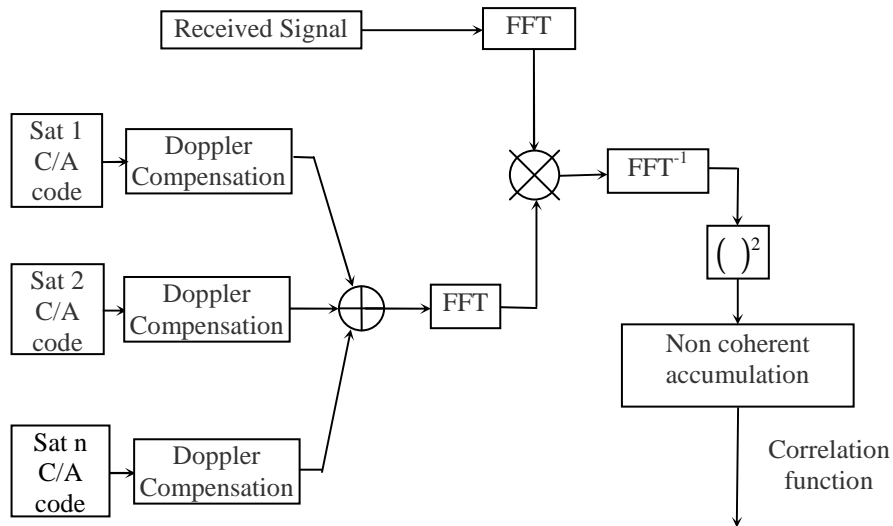 Received Signal
FFT
Sat 1
C/A
code
Doppler
Compensation
FFT⁻¹
( )²
Sat 2
C/A
code
Doppler
Compensation
FFT
Non coherent
accumulation
Sat n
C/A
code
Doppler
Compensation
Correlation
function